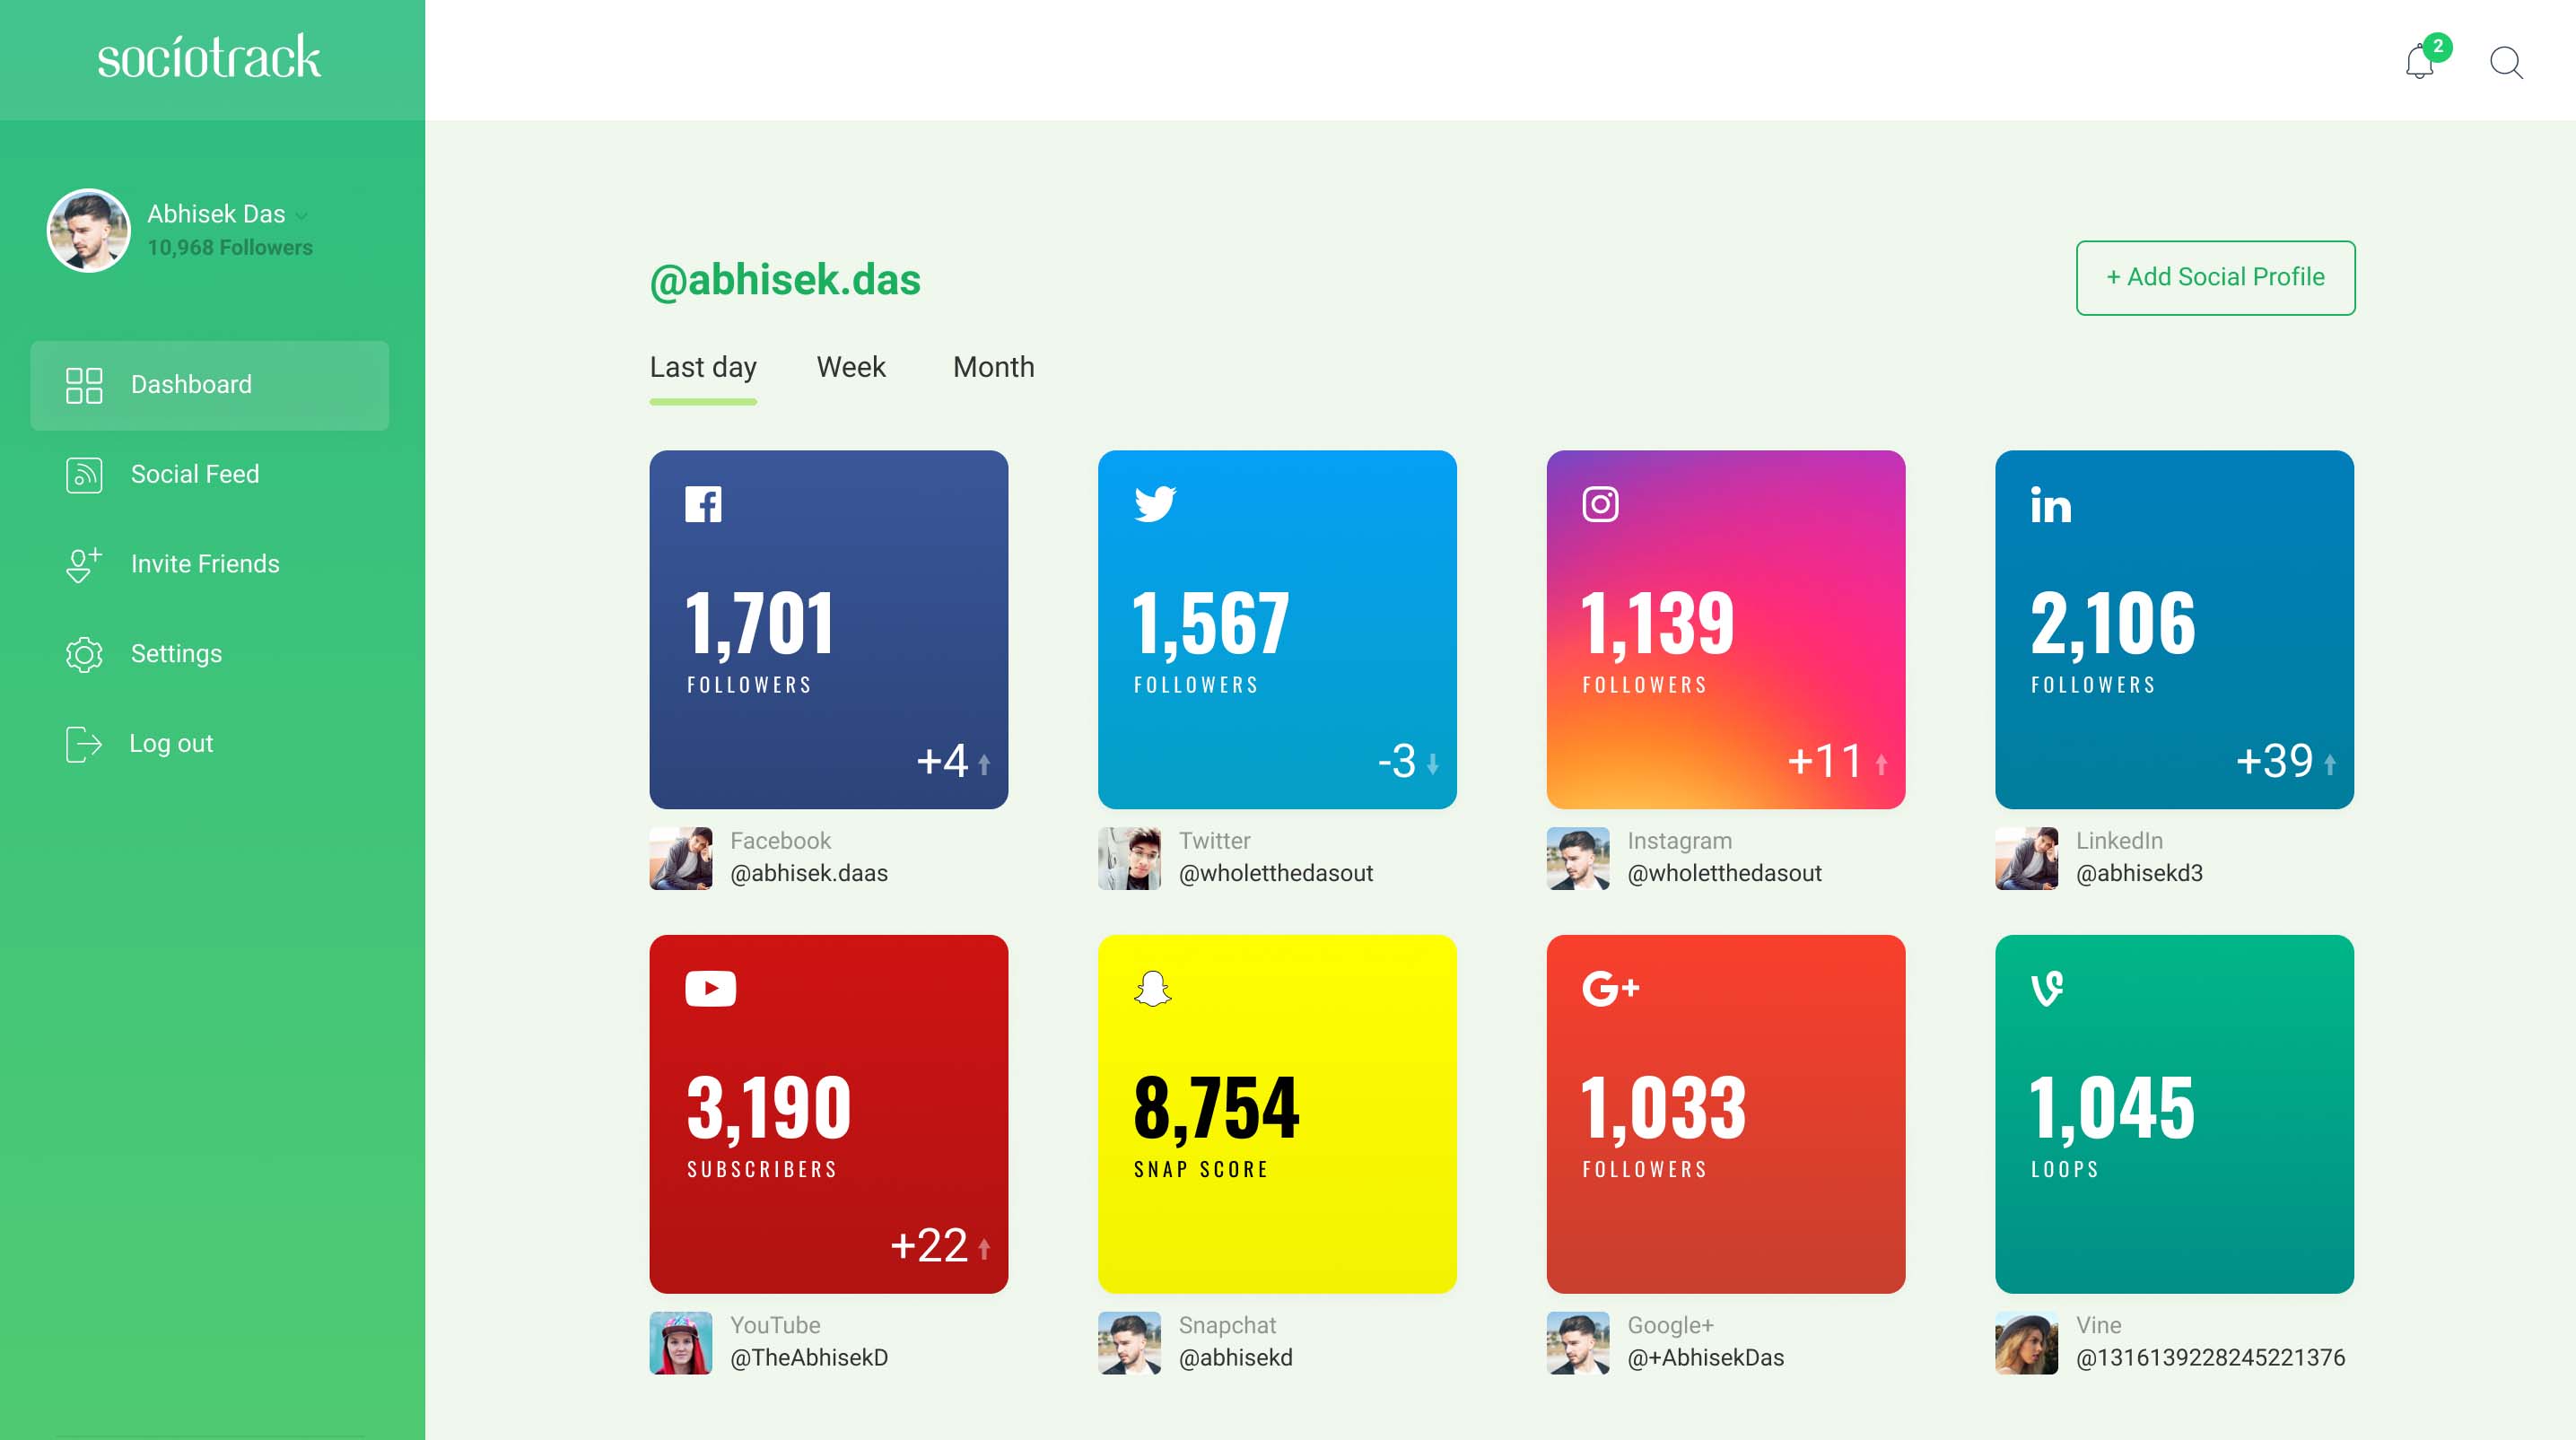 sociotrack
2
Abhisek Das
10,968 Followers
Dashboard
Social Feed
Invite Friends
Settings
Log out
@abhisek.das
+ Add Social Profile
Last day Week Month
1,701
FOLLOWERS
+4
Facebook
@abhisek.daas
1,567
FOLLOWERS
-3
Twitter
@wholetthedasout
1,139
FOLLOWERS
+11
Instagram
@wholetthedasout
in
2,106
FOLLOWERS
+39
LinkedIn
@abhisekd3
3,190
SUBSCRIBERS
+22
YouTube
@TheAbhisekD
8,754
SNAP SCORE
Snapchat
@abhisekd
G+
1,033
FOLLOWERS
Google+
@+AbhisekDas
1,045
LOOPS
Vine
@1316139228245221376